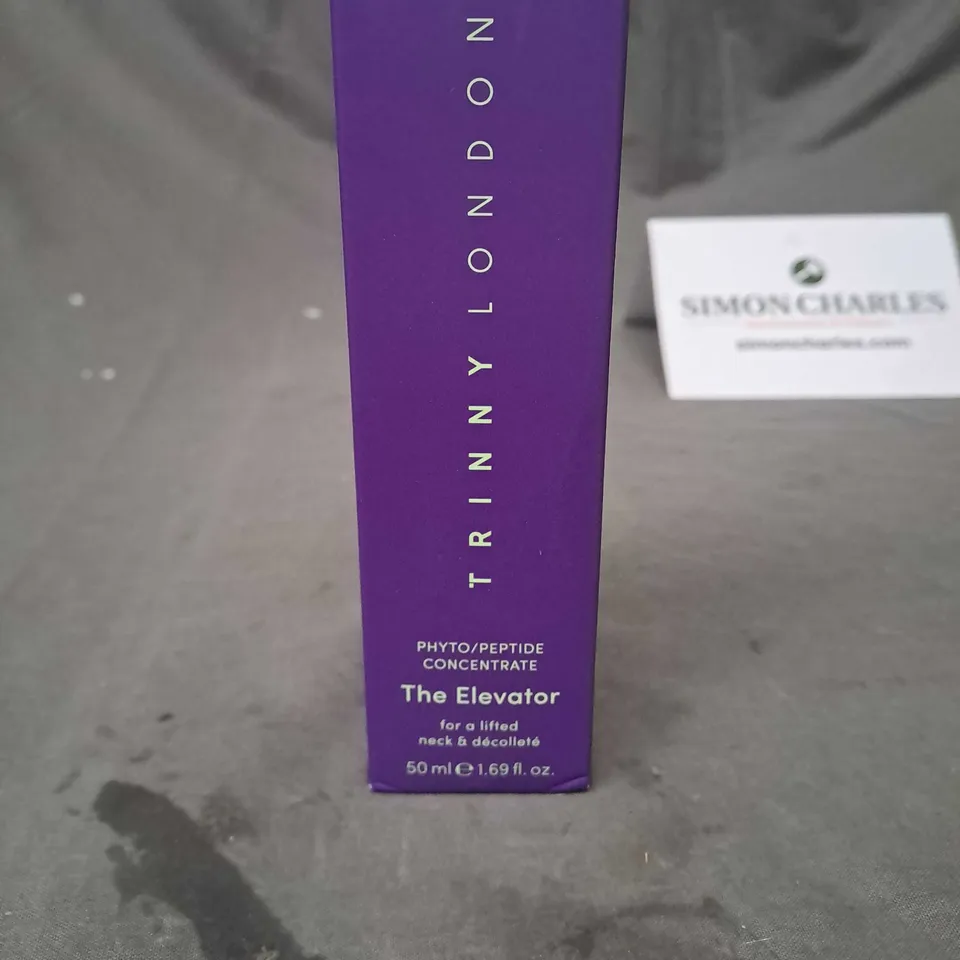 TRINNY LONDON
PHYTO/PEPTIDE
CONCENTRATE
The Elevator
for a lifted
neck & décolleté
50 ml ℮ 1.69 fl. oz.
SIMON CHARLES
simoncharles.com